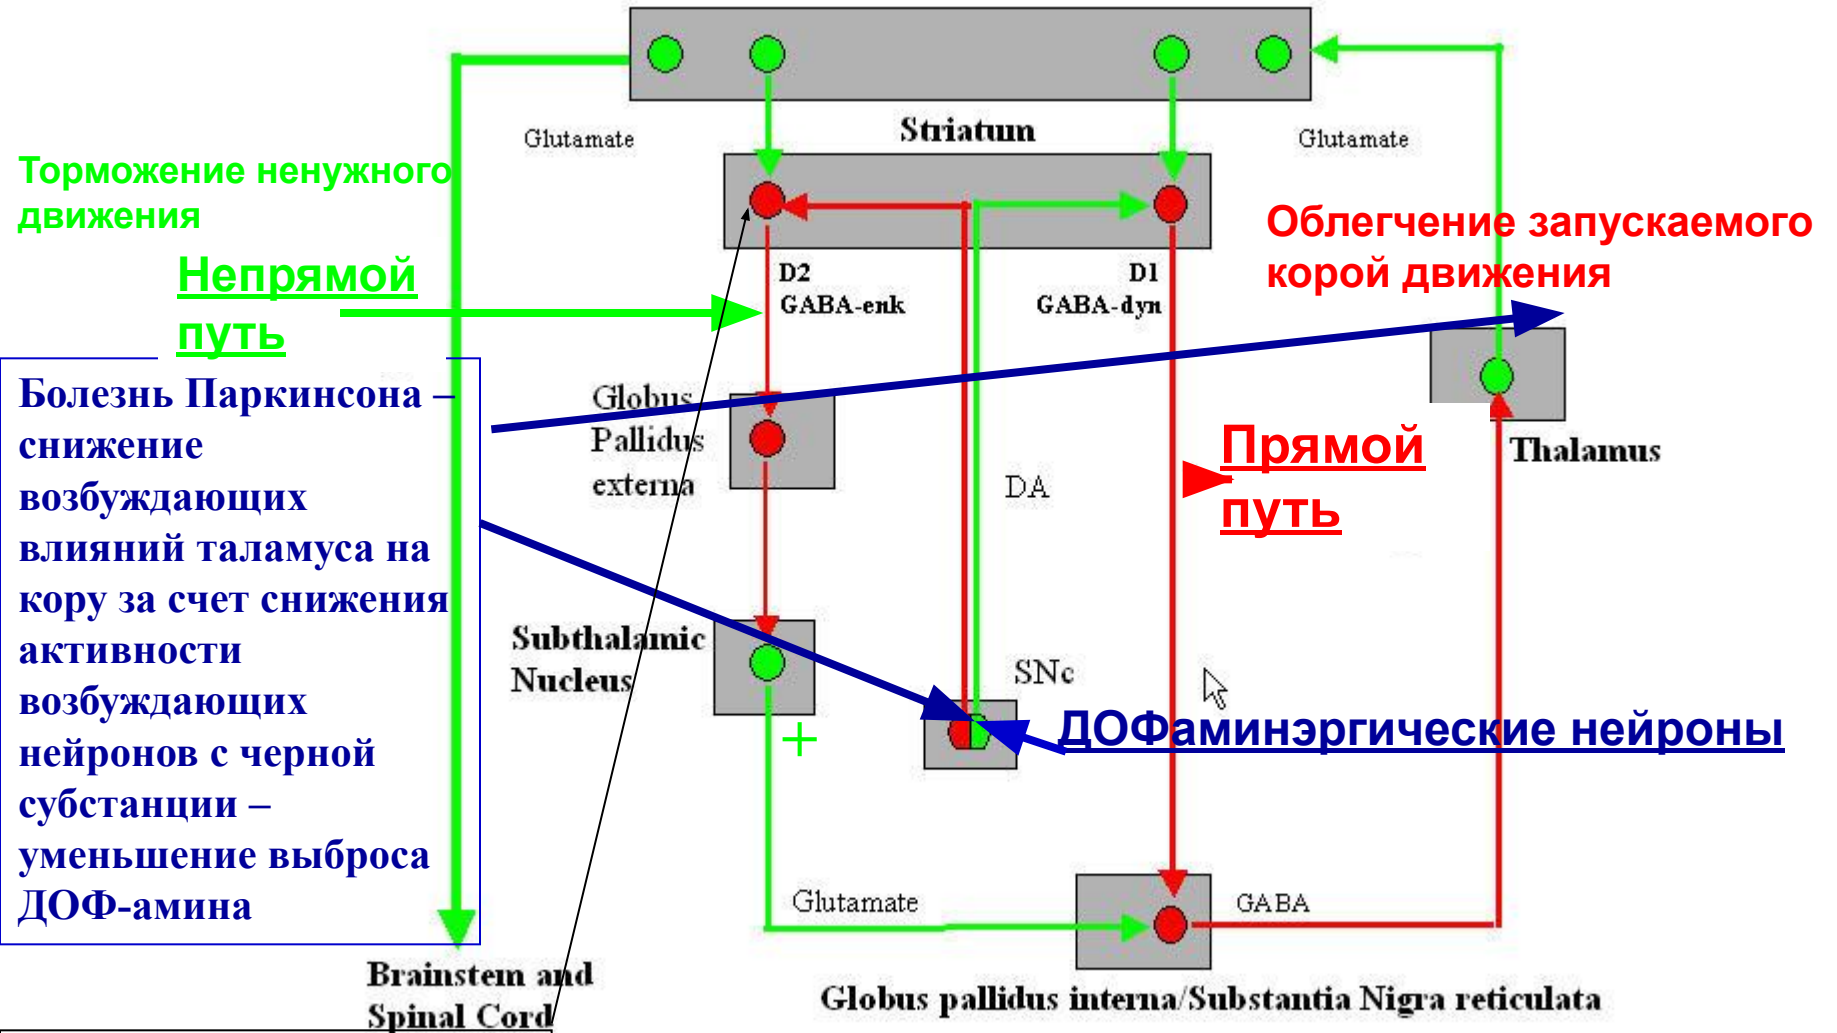 Glutamate
Striatum
Glutamate
Торможение ненужного
движения
Непрямой
путь
D2
GABA-enk
D1
GABA-dyn
Облегчение запускаемого
корой движения
Болезнь Паркинсона –
снижение
возбуждающих
влияний таламуса на
кору за счет снижения
активности
возбуждающих
нейронов с черной
субстанции –
уменьшение выброса
ДОФ-амина
Globus
Pallidus
externa
DA
Прямой
путь
Thalamus
Subthalamic
Nucleus
+
SNc
ДОФаминэргические нейроны
Glutamate
GABA
Brainstem and
Spinal Cord
Globus pallidus interna/Substantia Nigra reticulata